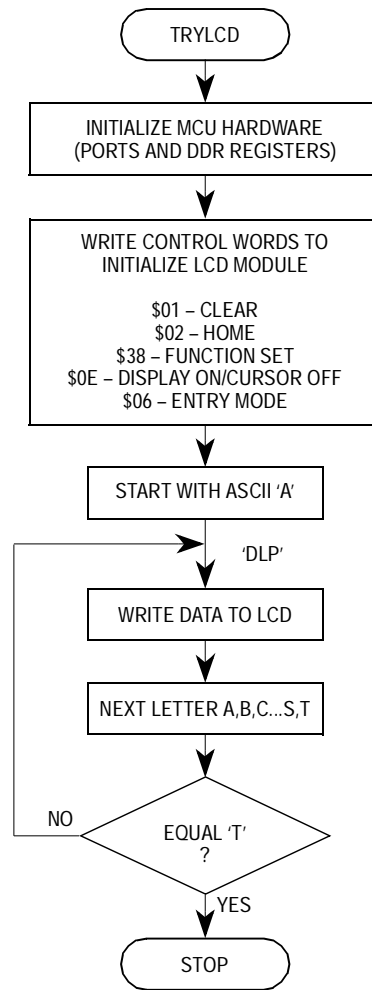 TRYLCD
INITIALIZE MCU HARDWARE
(PORTS AND DDR REGISTERS)
WRITE CONTROL WORDS TO
INITIALIZE LCD MODULE
$01 – CLEAR
$02 – HOME
$38 – FUNCTION SET
$0E – DISPLAY ON/CURSOR OFF
$06 – ENTRY MODE
START WITH ASCII ‘A’
‘DLP’
WRITE DATA TO LCD
NEXT LETTER A,B,C...S,T
NO
EQUAL ‘T’
?
YES
STOP